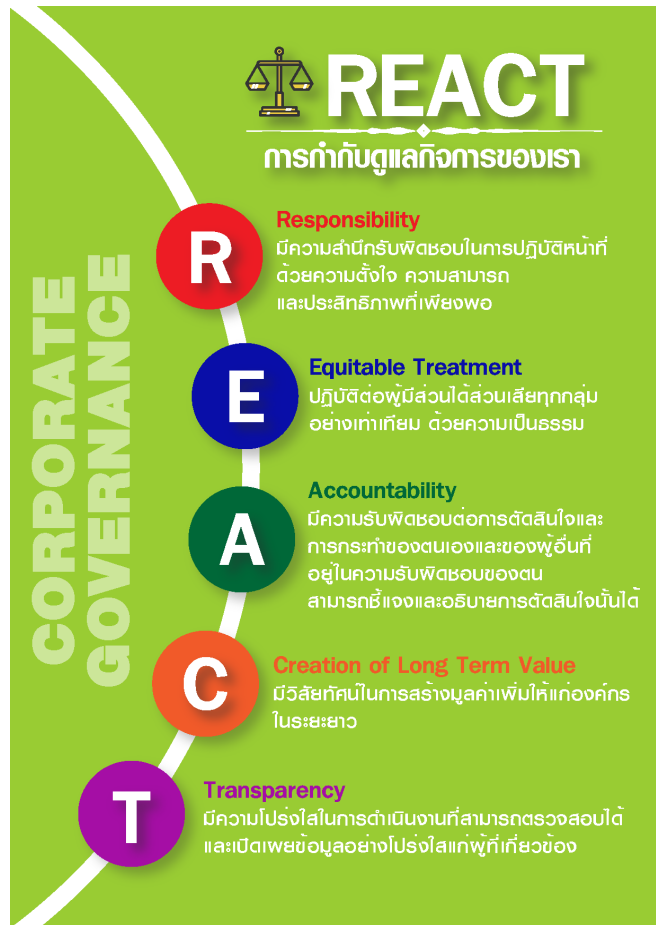 REACT
การกำกับดูแลกิจการของเรา
CORPORATE
GOVERNANCE
R
Responsibility
มีความสำนึกรับผิดชอบในการปฏิบัติหน้าที่
ด้วยความตั้งใจ ความสามารถ
และประสิทธิภาพที่เพียงพอ
E
Equitable Treatment
ปฏิบัติต่อผู้มีส่วนได้ส่วนเสียทุกกลุ่ม
อย่างเท่าเทียม ด้วยความเป็นธรรม
A
Accountability
มีความรับผิดชอบต่อการตัดสินใจและ
การกระทำของตนเองและของผู้อื่นที่
อยู่ในความรับผิดชอบของตน
สามารถชี้แจงและอธิบายการตัดสินใจนั้นได้
C
Creation of Long Term Value
มีวิสัยทัศน์ในการสร้างมูลค่าเพิ่มให้แก่องค์กร
ในระยะยาว
T
Transparency
มีความโปร่งใสในการดำเนินงานที่สามารถตรวจสอบได้
และเปิดเผยข้อมูลอย่างโปร่งใสแก่ผู้ที่เกี่ยวข้อง